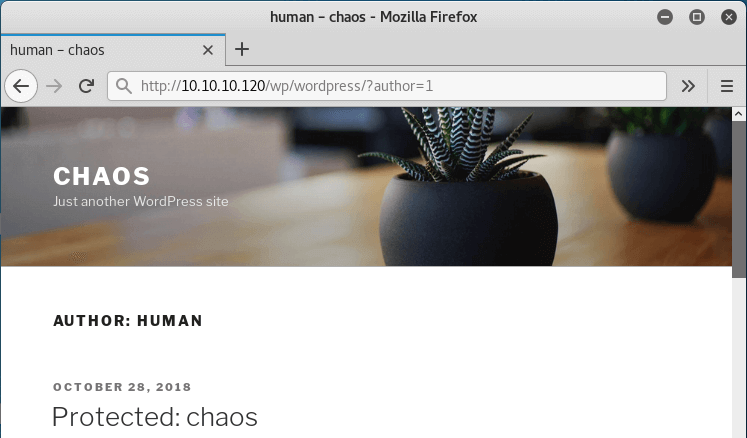 human – chaos - Mozilla Firefox
human – chaos
http://10.10.10.120/wp/wordpress/?author=1
CHAOS
Just another WordPress site
AUTHOR: HUMAN
OCTOBER 28, 2018
Protected: chaos